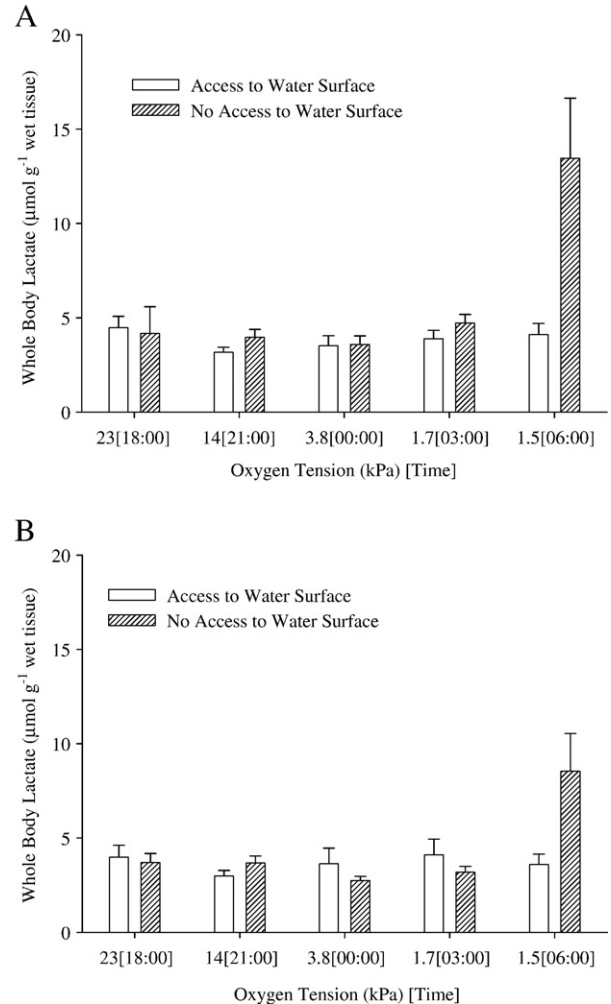 A
20
15
10
5
0
Whole Body Lactate (µmol g⁻¹ wet tissue)
Access to Water Surface
No Access to Water Surface
23[18:00] 14[21:00] 3.8[00:00] 1.7[03:00] 1.5[06:00]
Oxygen Tension (kPa) [Time]
B
20
15
10
5
0
Whole Body Lactate (µmol g⁻¹ wet tissue)
Access to Water Surface
No Access to Water Surface
23[18:00] 14[21:00] 3.8[00:00] 1.7[03:00] 1.5[06:00]
Oxygen Tension (kPa) [Time]